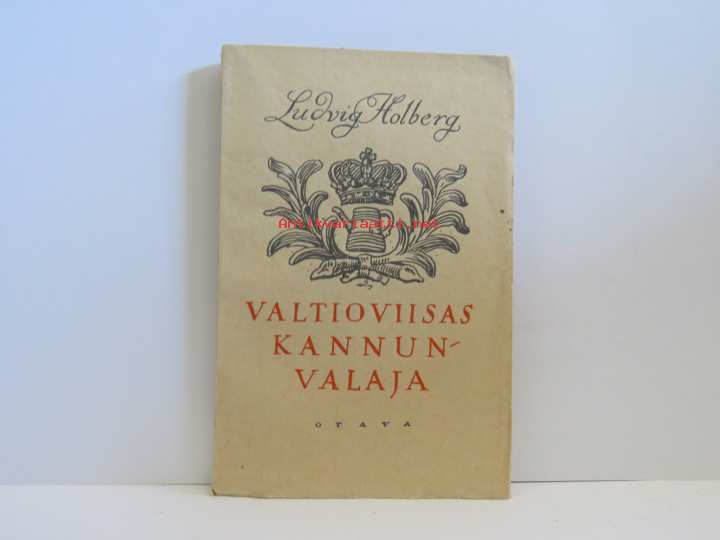 Ludvig Holberg
Antikvariaatti.net
VALTIOVIISAS
KANNUN-
VALAJA
OTAVA